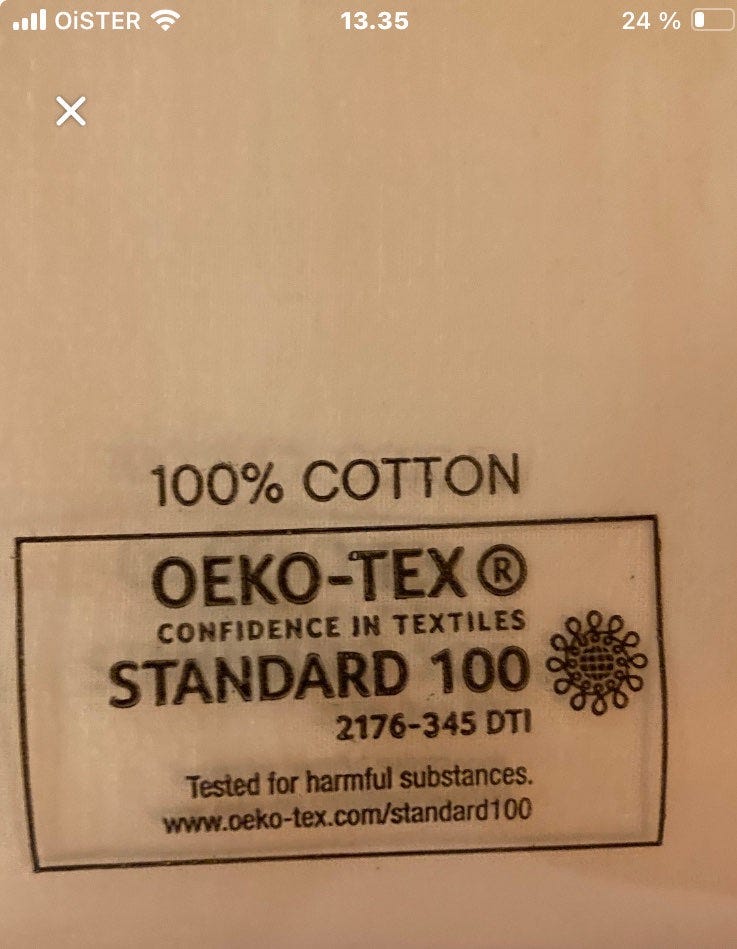 OiSTER 13.35 24 %
100% COTTON
OEKO-TEX®
CONFIDENCE IN TEXTILES
STANDARD 100
2176-345 DTI
Tested for harmful substances.
www.oeko-tex.com/standard100